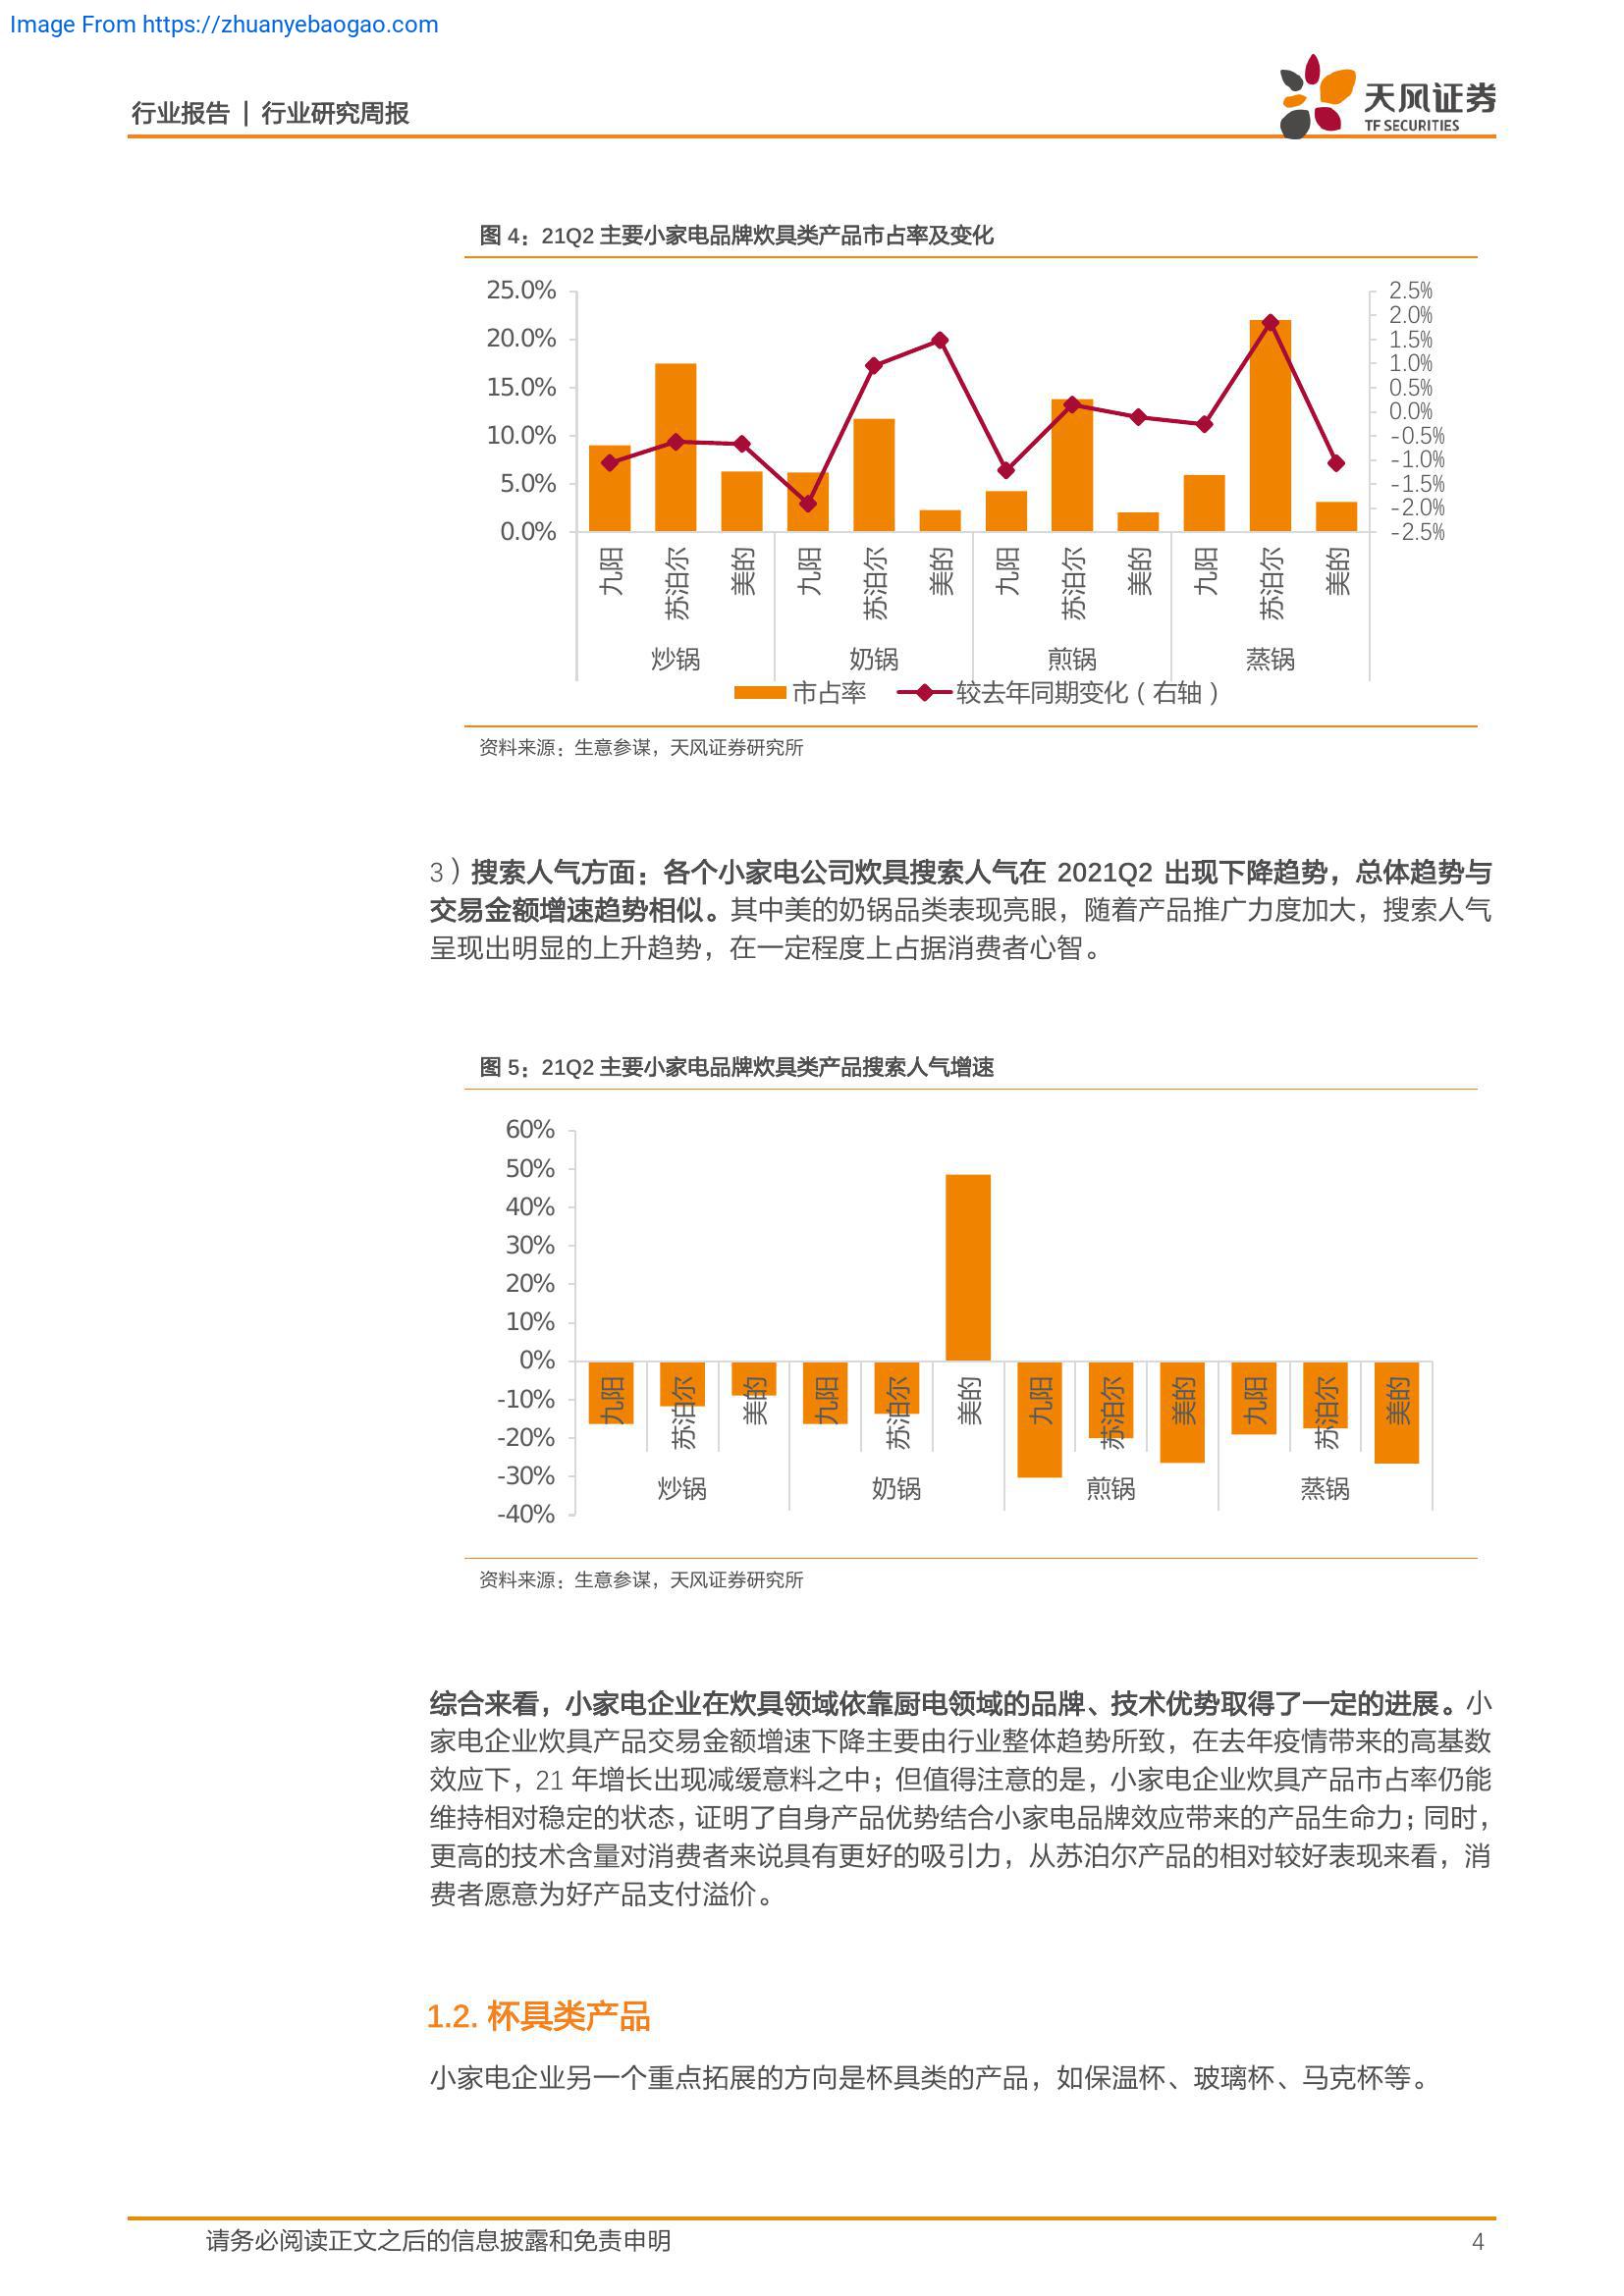 Image From https://zhuanyebaogao.com
行业报告 | 行业研究周报
天风证券
TF SECURITIES
图 4：21Q2 主要小家电品牌炊具类产品市占率及变化
25.0%
20.0%
15.0%
10.0%
5.0%
0.0%
2.5%
2.0%
1.5%
1.0%
0.5%
0.0%
-0.5%
-1.0%
-1.5%
-2.0%
-2.5%
九阳 苏泊尔 美的 九阳 苏泊尔 美的 九阳 苏泊尔 美的 九阳 苏泊尔 美的
炒锅 奶锅 煎锅 蒸锅
市占率 较去年同期变化（右轴）
资料来源：生意参谋，天风证券研究所
3）搜索人气方面：各个小家电公司炊具搜索人气在 2021Q2 出现下降趋势，总体趋势与
交易金额增速趋势相似。其中美的奶锅品类表现亮眼，随着产品推广力度加大，搜索人气
呈现出明显的上升趋势，在一定程度上占据消费者心智。
图 5：21Q2 主要小家电品牌炊具类产品搜索人气增速
60%
50%
40%
30%
20%
10%
0%
-10%
-20%
-30%
-40%
九阳 苏泊尔 美的 九阳 苏泊尔 美的 九阳 苏泊尔 美的 九阳 苏泊尔 美的
炒锅 奶锅 煎锅 蒸锅
资料来源：生意参谋，天风证券研究所
综合来看，小家电企业在炊具领域依靠厨电领域的品牌、技术优势取得了一定的进展。小
家电企业炊具产品交易金额增速下降主要由行业整体趋势所致，在去年疫情带来的高基数
效应下，21 年增长出现减缓意料之中；但值得注意的是，小家电企业炊具产品市占率仍能
维持相对稳定的状态，证明了自身产品优势结合小家电品牌效应带来的产品生命力；同时，
更高的技术含量对消费者来说具有更好的吸引力，从苏泊尔产品的相对较好表现来看，消
费者愿意为好产品支付溢价。
1.2. 杯具类产品
小家电企业另一个重点拓展的方向是杯具类的产品，如保温杯、玻璃杯、马克杯等。
请务必阅读正文之后的信息披露和免责申明
4